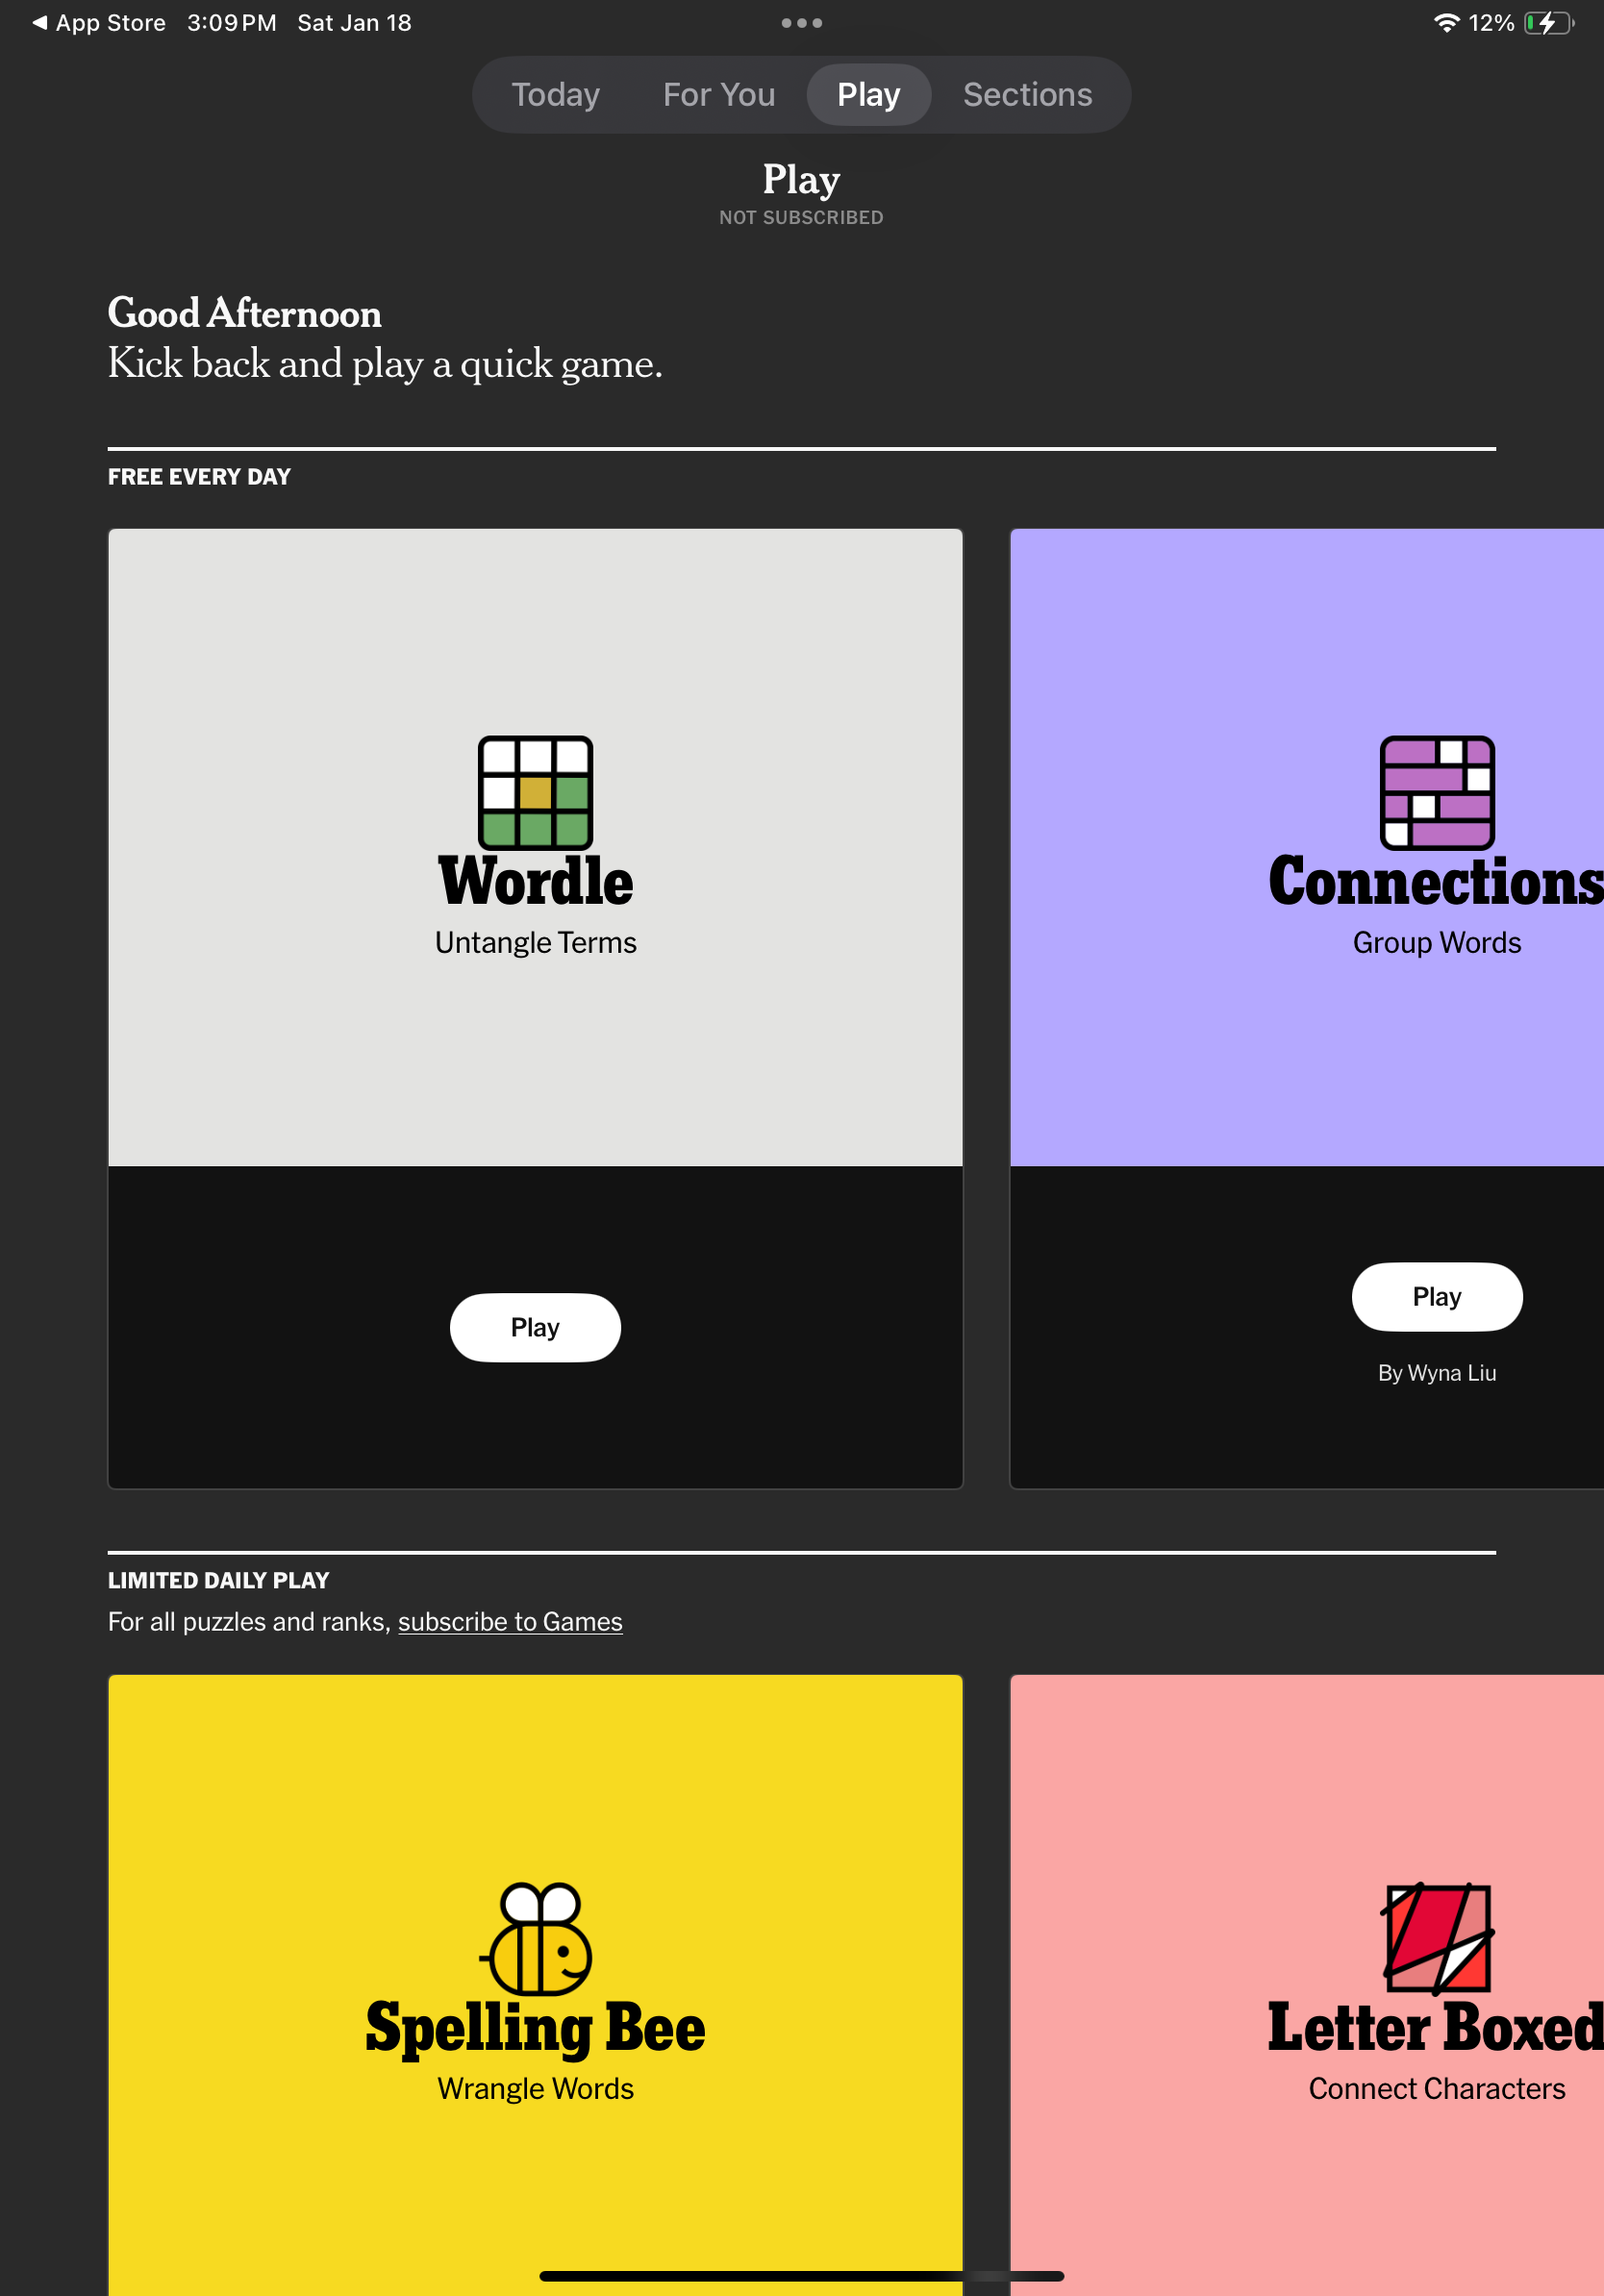 App Store 3:09 PM Sat Jan 18 12%
Today For You Play Sections
Play
NOT SUBSCRIBED
Good Afternoon
Kick back and play a quick game.
FREE EVERY DAY
Wordle
Untangle Terms
Play
Connections
Group Words
Play
By Wyna Liu
LIMITED DAILY PLAY
For all puzzles and ranks, subscribe to Games
Spelling Bee
Wrangle Words
Letter Boxed
Connect Characters